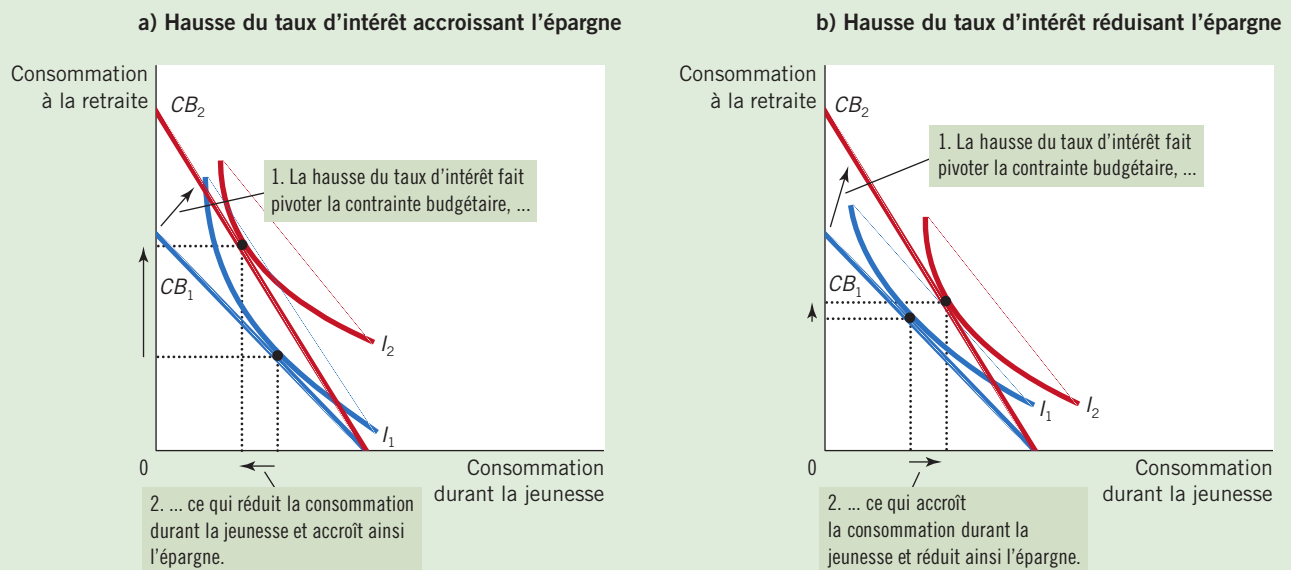 a) Hausse du taux d'intérêt accroissant l'épargne
Consommation
à la retraite
CB2
1. La hausse du taux d'intérêt fait
pivoter la contrainte budgétaire, ...
CB1
I2
I1
0
Consommation
durant la jeunesse
2. ... ce qui réduit la consommation
durant la jeunesse et accroît ainsi
l'épargne.
b) Hausse du taux d'intérêt réduisant l'épargne
Consommation
à la retraite
CB2
1. La hausse du taux d'intérêt fait
pivoter la contrainte budgétaire, ...
CB1
I1
I2
0
Consommation
durant la jeunesse
2. ... ce qui accroît
la consommation durant la
jeunesse et réduit ainsi l'épargne.